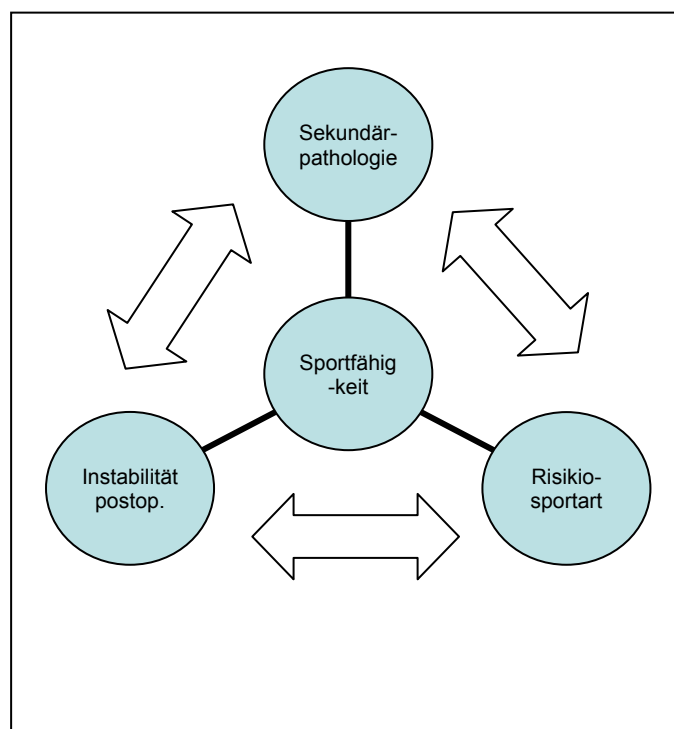 Sekundär-
pathologie
Sportfähig
-keit
Instabilität
postop.
Risikio-
sportart